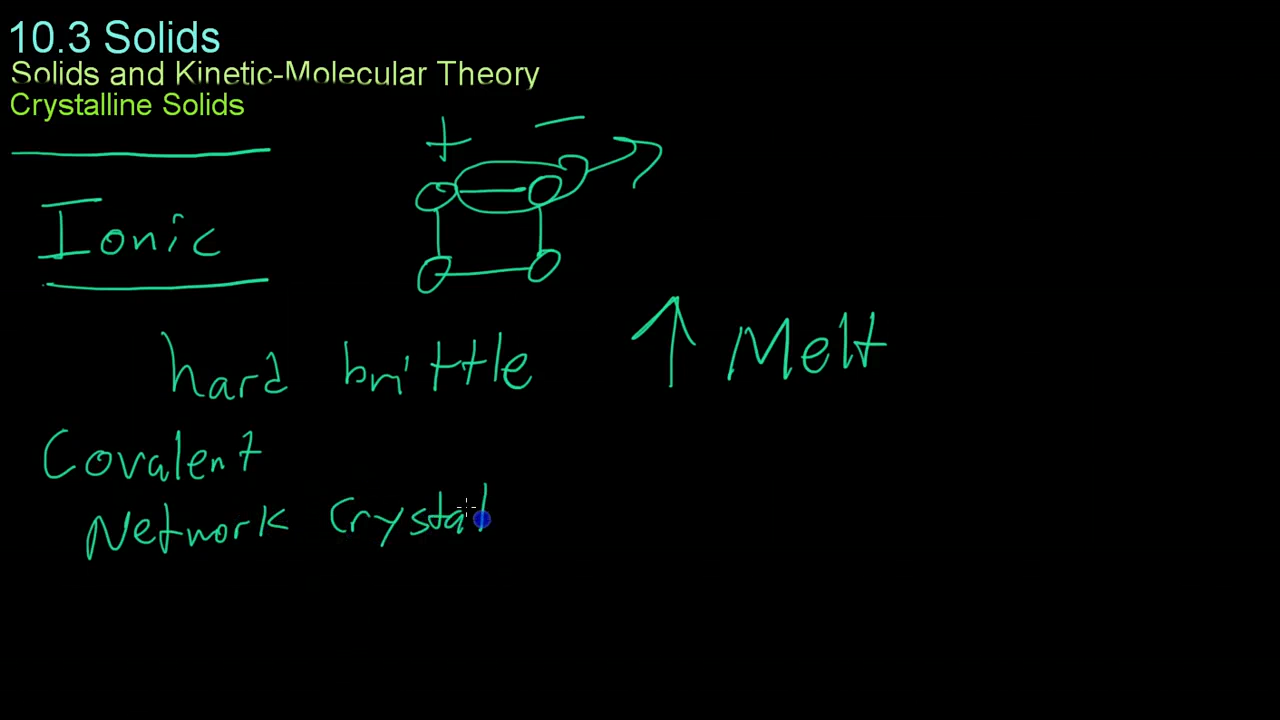 10.3 Solids
Solids and Kinetic-Molecular Theory
Crystalline Solids
+ −
Ionic
hard brittle ↑ Melt
Covalent
Network Crystal